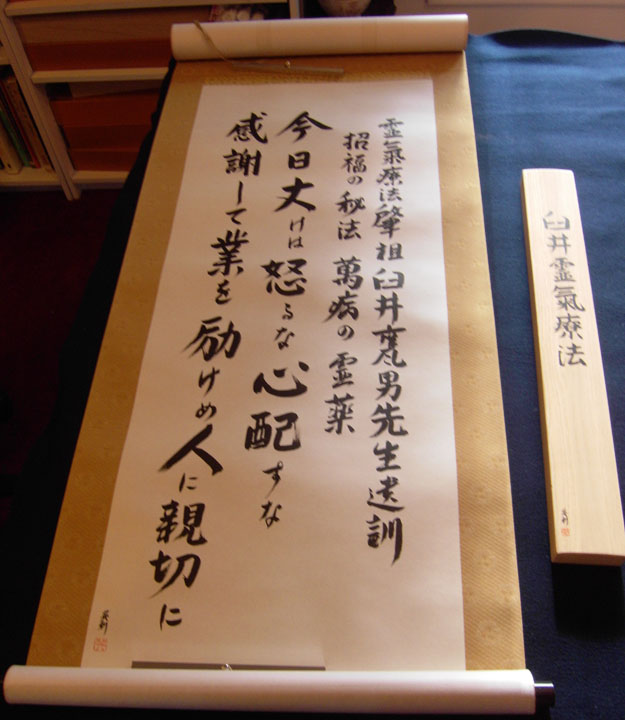 霊氣療法肇祖臼井甕男先生遺訓
招福の秘法 萬病の霊薬
今日丈けは怒るな心配すな
感謝して業を励けめ人に親切に
臼井霊氣療法